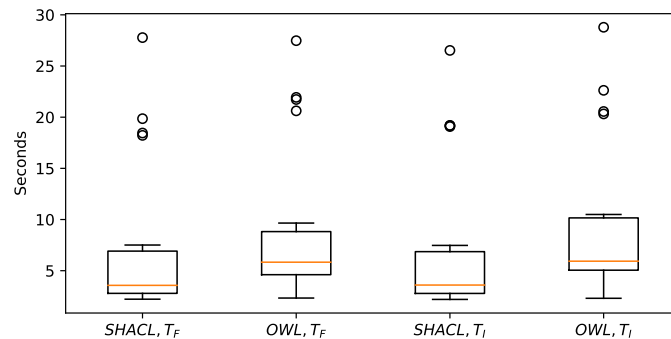 30
25
20
15
10
5
Seconds
SHACL, T_F
OWL, T_F
SHACL, T_I
OWL, T_I